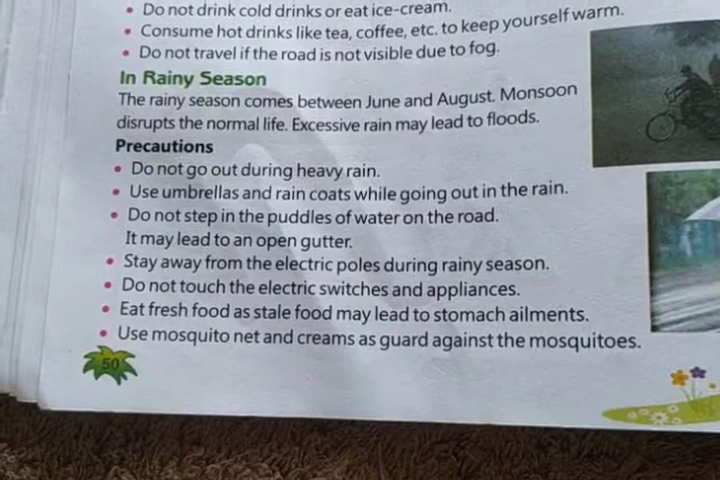 • Do not drink cold drinks or eat ice-cream.
• Consume hot drinks like tea, coffee, etc. to keep yourself warm.
• Do not travel if the road is not visible due to fog.
In Rainy Season
The rainy season comes between June and August. Monsoon
disrupts the normal life. Excessive rain may lead to floods.
Precautions
• Do not go out during heavy rain.
• Use umbrellas and rain coats while going out in the rain.
• Do not step in the puddles of water on the road.
It may lead to an open gutter.
• Stay away from the electric poles during rainy season.
• Do not touch the electric switches and appliances.
• Eat fresh food as stale food may lead to stomach ailments.
• Use mosquito net and creams as guard against the mosquitoes.
50